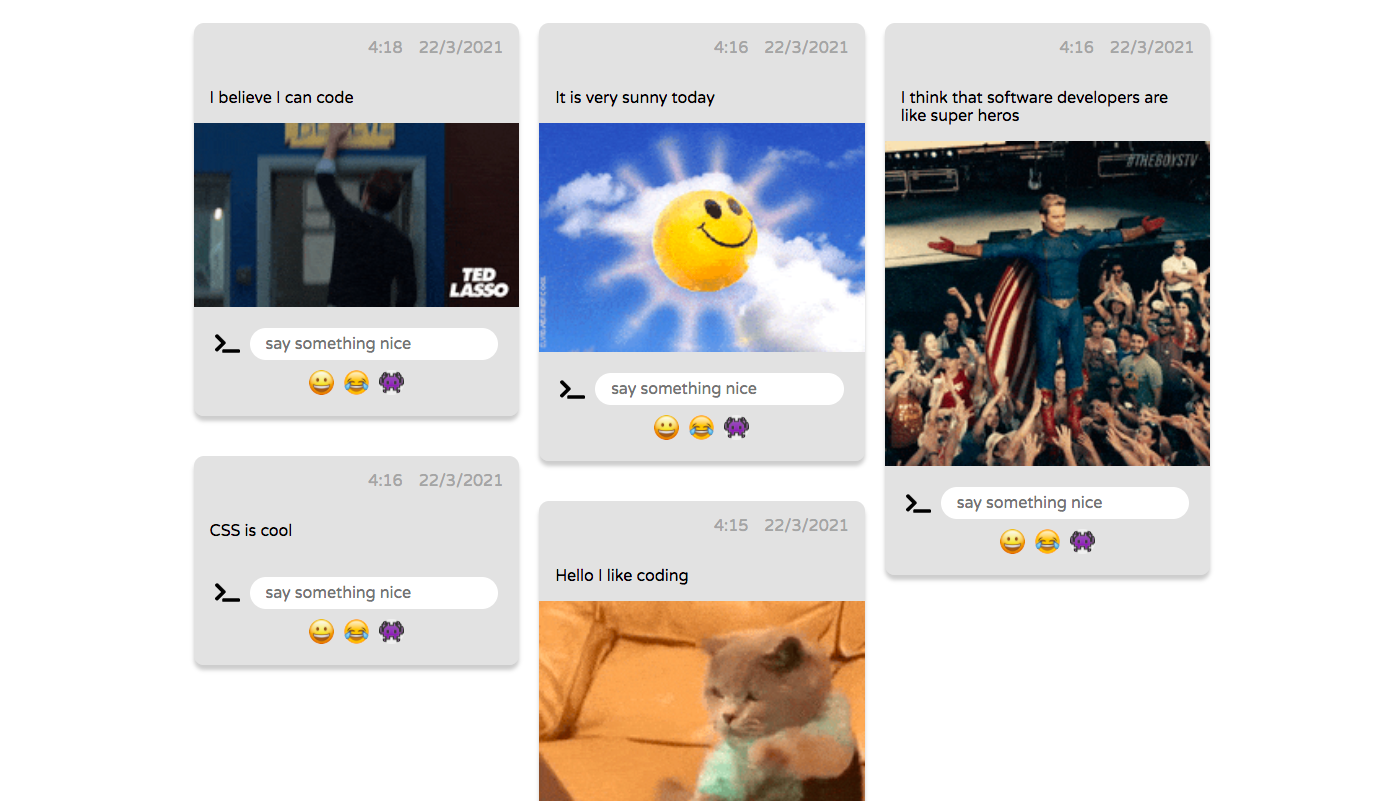 4:18 22/3/2021
I believe I can code
BELIEVE
TED
LASSO
say something nice
4:16 22/3/2021
CSS is cool
say something nice
4:16 22/3/2021
It is very sunny today
say something nice
4:15 22/3/2021
Hello I like coding
4:16 22/3/2021
I think that software developers are
like super heros
#THEBOYSTV
say something nice